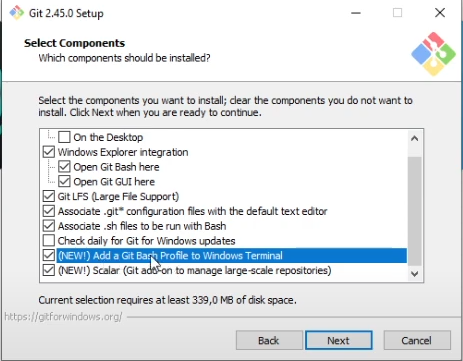 Git 2.45.0 Setup
Select Components
Which components should be installed?
Select the components you want to install; clear the components you do not want to
install. Click Next when you are ready to continue.
On the Desktop
Windows Explorer integration
Open Git Bash here
Open Git GUI here
Git LFS (Large File Support)
Associate .git* configuration files with the default text editor
Associate .sh files to be run with Bash
Check daily for Git for Windows updates
(NEW!) Add a Git Bash Profile to Windows Terminal
(NEW!) Scalar (Git add-on to manage large-scale repositories)
Current selection requires at least 339,0 MB of disk space.
https://gitforwindows.org/
Back
Next
Cancel